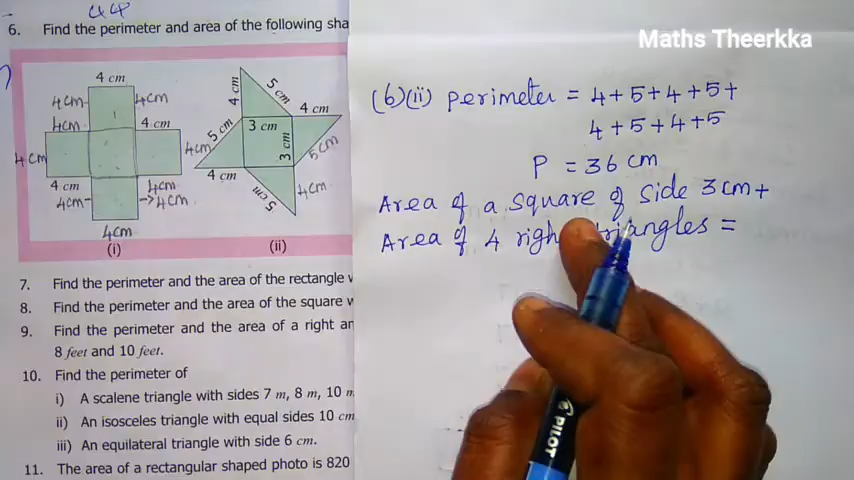 44
6. Find the perimeter and area of the following sha
Maths Theerkka
4 cm
4cm 4cm
4cm 4 cm
4cm
4 cm 4cm
4cm →4cm
4cm
(i)
4 cm 5 cm
4 cm
5 cm 3 cm
3 cm 5cm
4cm
4 cm
5cm 4cm
(ii)
(6)(ii) perimeter = 4+5+4+5+
4+5+4+5
P = 36 cm
Area of a square of side 3cm+
Area of 4 right triangles =
7. Find the perimeter and the area of the rectangle w
8. Find the perimeter and the area of the square w
9. Find the perimeter and the area of a right an
8 feet and 10 feet.
10. Find the perimeter of
i) A scalene triangle with sides 7 m, 8 m, 10 m
ii) An isosceles triangle with equal sides 10 cm
iii) An equilateral triangle with side 6 cm.
11. The area of a rectangular shaped photo is 820
PILOT